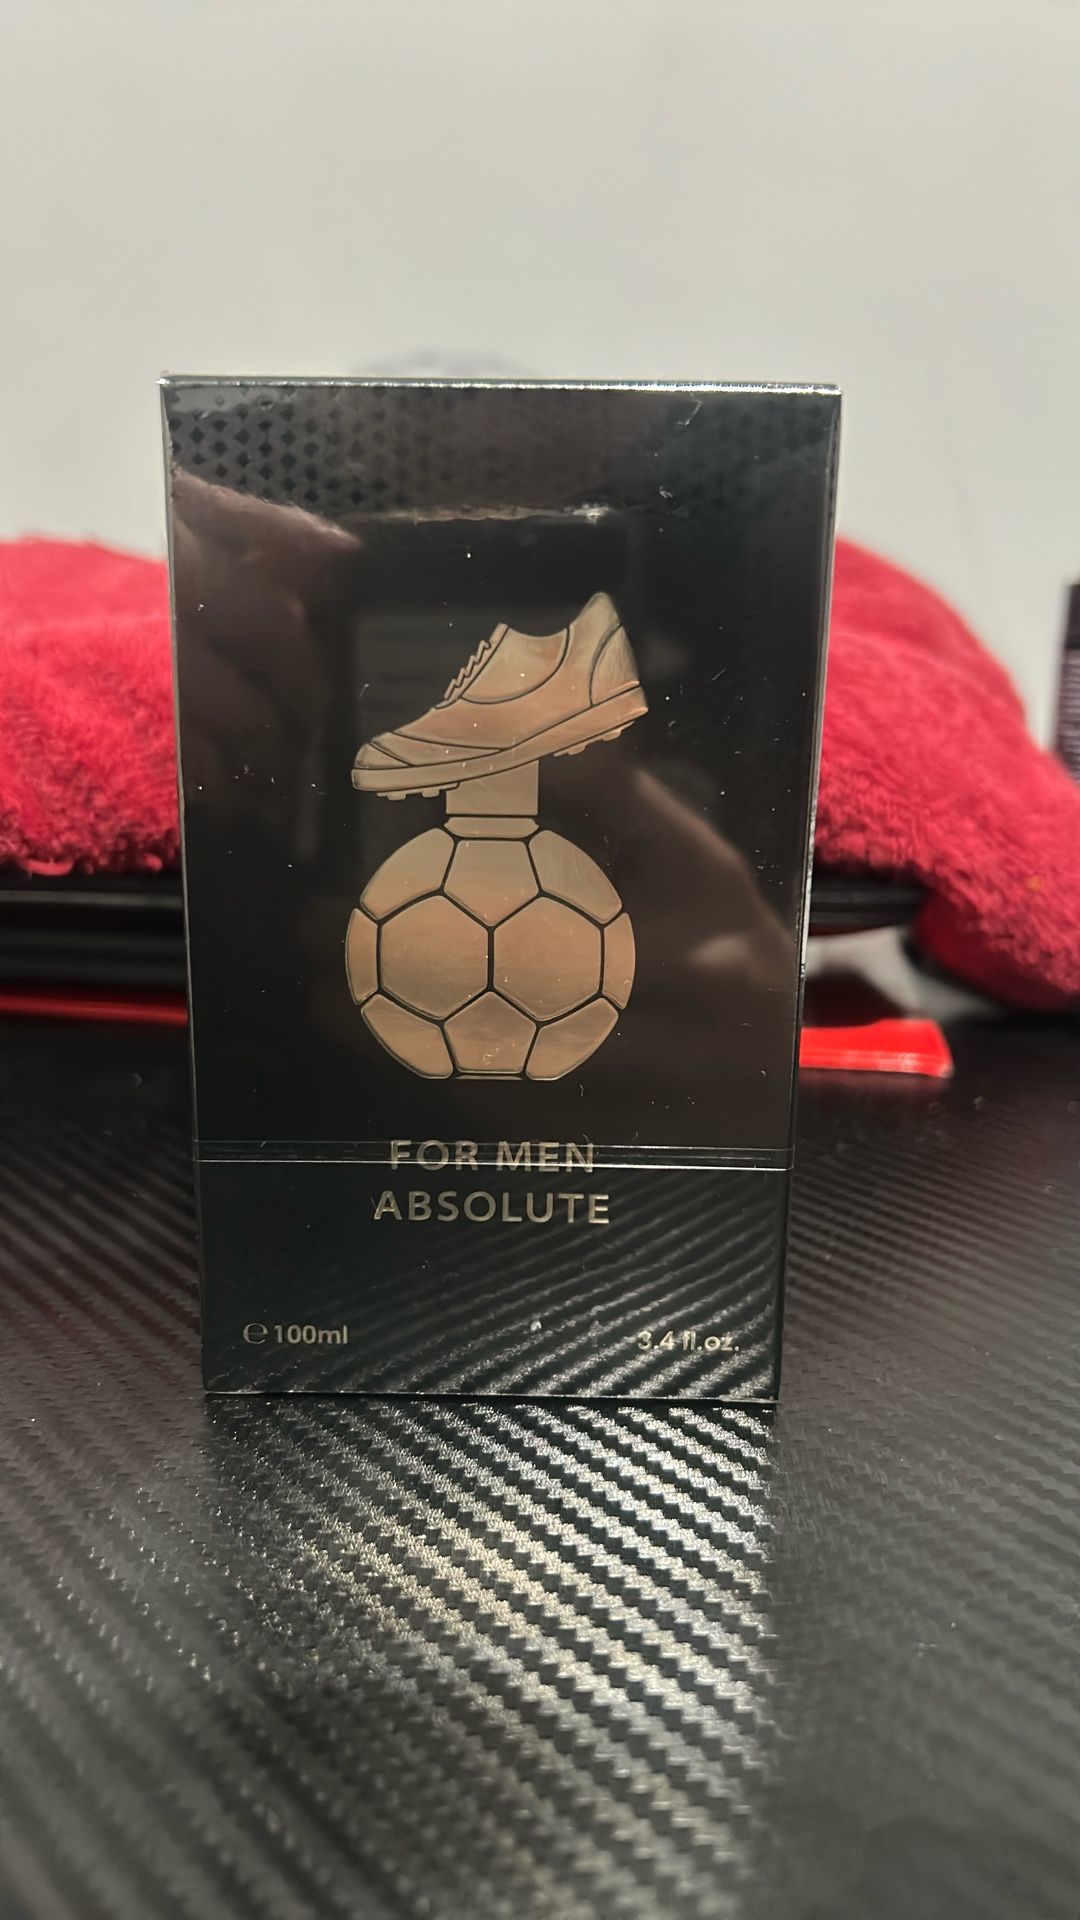 FOR MEN
ABSOLUTE
℮100ml
3.4 fl.oz.